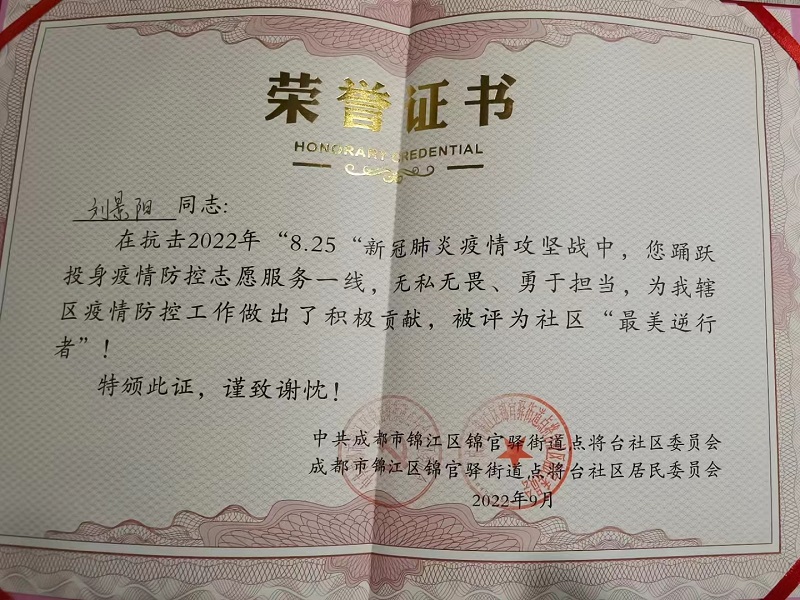 荣誉证书
HONORART CREDENTIAL
刘景阳 同志:
在抗击2022年“8.25“新冠肺炎疫情攻坚战中，您踊跃
投身疫情防控志愿服务一线，无私无畏、勇于担当，为我辖
区疫情防控工作做出了积极贡献，被评为社区“最美逆行
者”！
特颁此证，谨致谢忱！
中共成都市锦江区锦官驿街道点将台社区委员会
成都市锦江区锦官驿街道点将台社区居民委员会
2022年9月